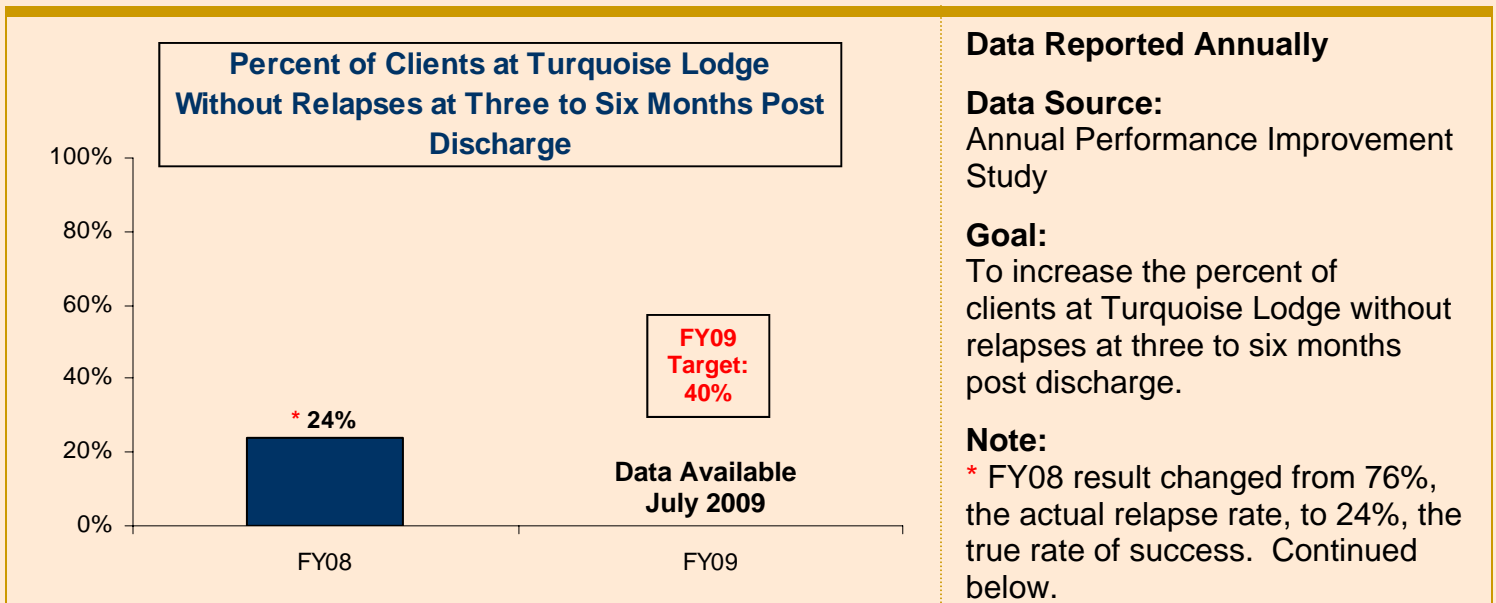 Percent of Clients at Turquoise Lodge
Without Relapses at Three to Six Months Post
Discharge
100%
80%
60%
40%
20%
0%
* 24%
FY09
Target:
40%
Data Available
July 2009
FY08
FY09
Data Reported Annually
Data Source:
Annual Performance Improvement
Study
Goal:
To increase the percent of
clients at Turquoise Lodge without
relapses at three to six months
post discharge.
Note:
* FY08 result changed from 76%,
the actual relapse rate, to 24%, the
true rate of success.  Continued
below.